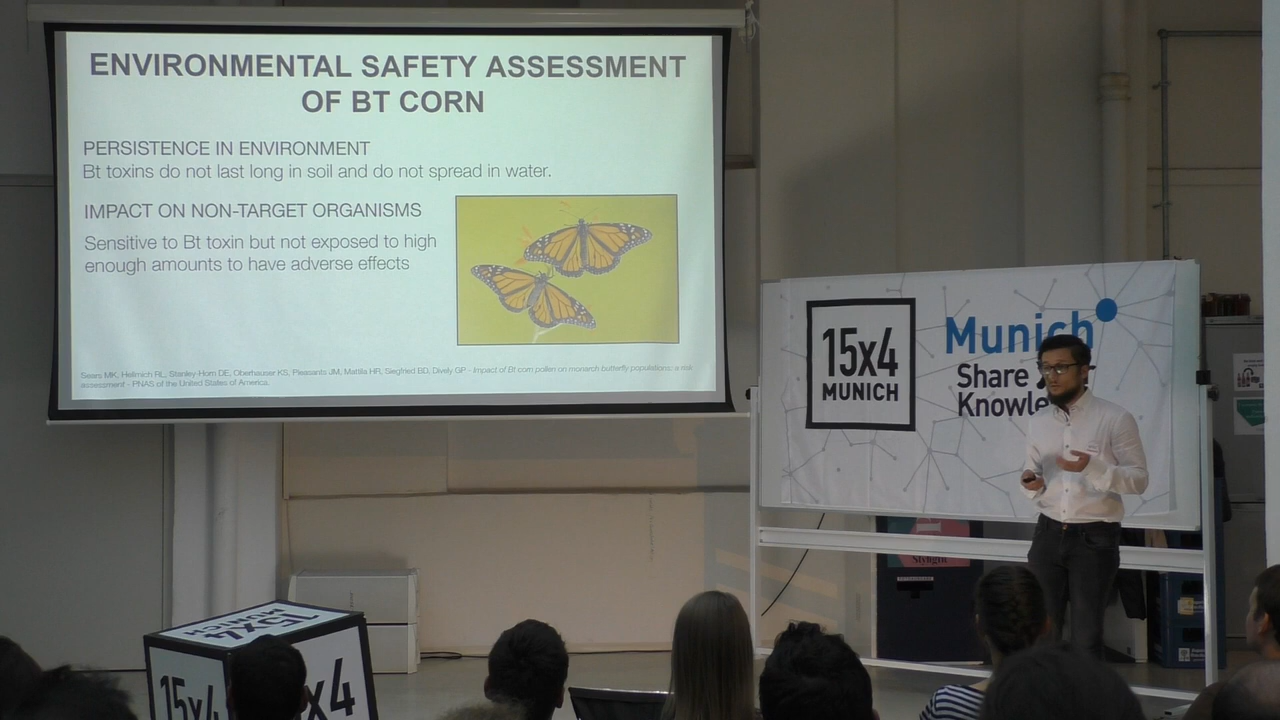 ENVIRONMENTAL SAFETY ASSESSMENT
OF BT CORN
PERSISTENCE IN ENVIRONMENT
Bt toxins do not last long in soil and do not spread in water.
IMPACT ON NON-TARGET ORGANISMS
Sensitive to Bt toxin but not exposed to high
enough amounts to have adverse effects
Sears MK, Hellmich RL, Stanley-Horn DE, Oberhauser KS, Pleasants JM, Mattila HR, Siegfried BD, Dively GP - Impact of Bt corn pollen on monarch butterfly populations: a risk
assessment - PNAS of the United States of America.
15x4
MUNICH
Munich
Share
Knowle
Stylight
15x4
MUNICH
15x4
x4